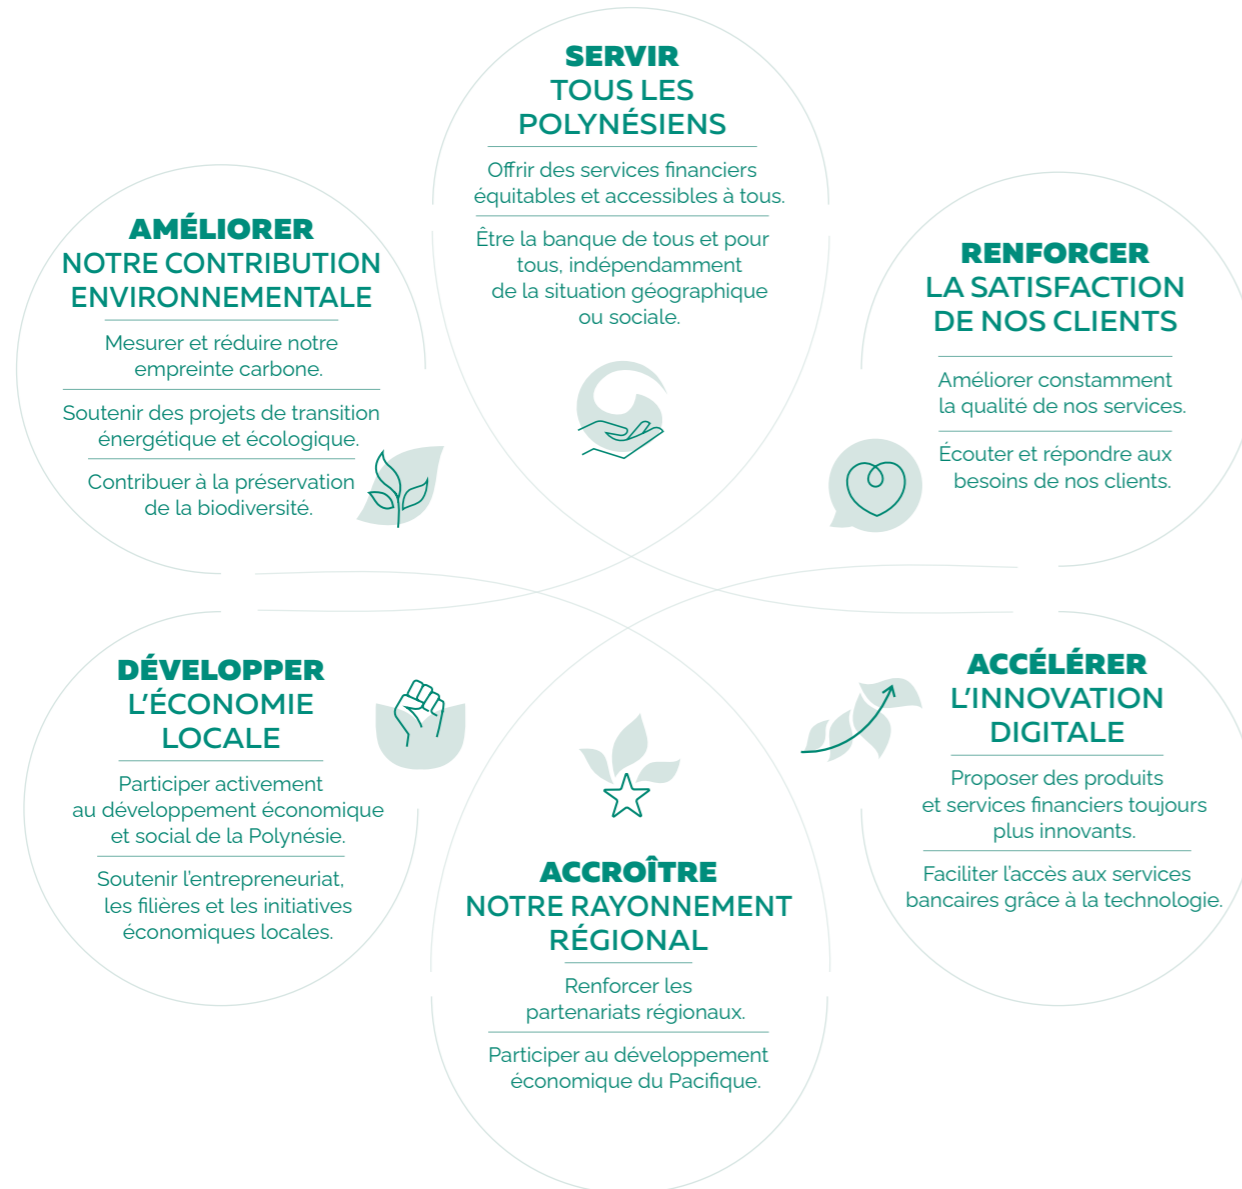 SERVIR
TOUS LES
POLYNÉSIENS
Offrir des services financiers
équitables et accessibles à tous.
Être la banque de tous et pour
tous, indépendamment
de la situation géographique
ou sociale.
AMÉLIORER
NOTRE CONTRIBUTION
ENVIRONNEMENTALE
Mesurer et réduire notre
empreinte carbone.
Soutenir des projets de transition
énergétique et écologique.
Contribuer à la préservation
de la biodiversité.
RENFORCER
LA SATISFACTION
DE NOS CLIENTS
Améliorer constamment
la qualité de nos services.
Écouter et répondre aux
besoins de nos clients.
DÉVELOPPER
L'ÉCONOMIE
LOCALE
Participer activement
au développement économique
et social de la Polynésie.
Soutenir l'entrepreneuriat,
les filières et les initiatives
économiques locales.
ACCROÎTRE
NOTRE RAYONNEMENT
RÉGIONAL
Renforcer les
partenariats régionaux.
Participer au développement
économique du Pacifique.
ACCÉLÉRER
L'INNOVATION
DIGITALE
Proposer des produits
et services financiers toujours
plus innovants.
Faciliter l'accès aux services
bancaires grâce à la technologie.